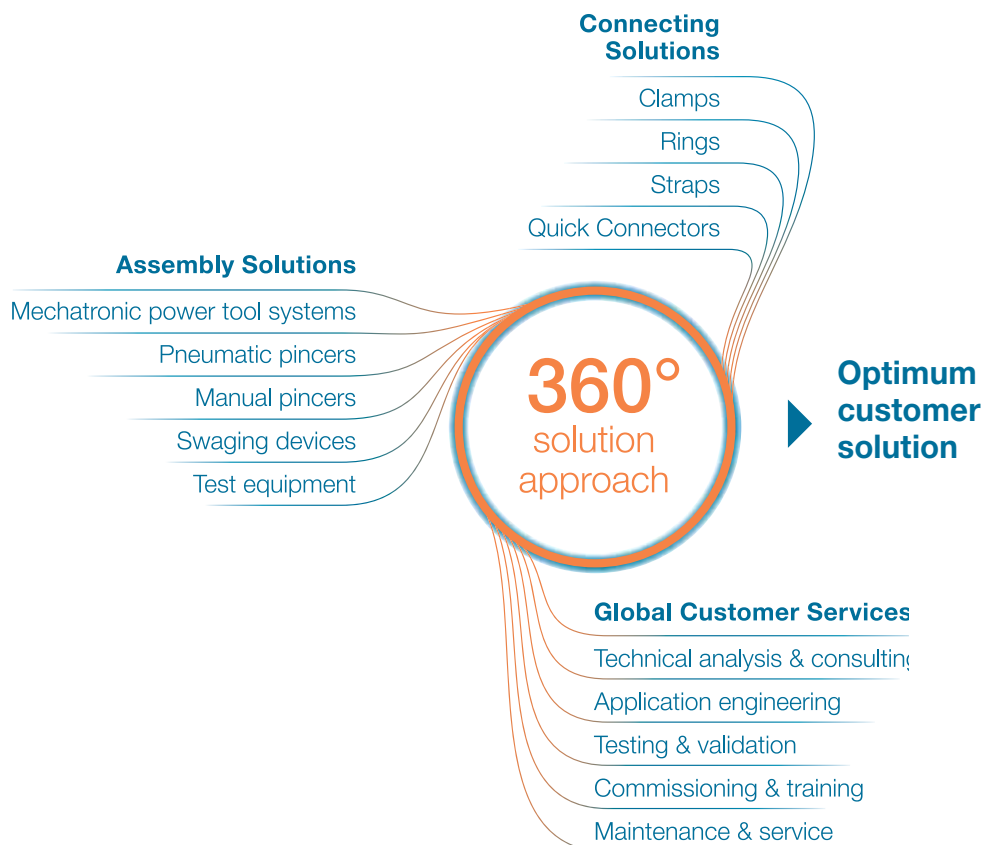 Connecting
Solutions
Clamps
Rings
Straps
Quick Connectors
Assembly Solutions
Mechatronic power tool systems
Pneumatic pincers
Manual pincers
Swaging devices
Test equipment
360°
solution
approach
Optimum
customer
solution
Global Customer Services
Technical analysis & consulting
Application engineering
Testing & validation
Commissioning & training
Maintenance & service